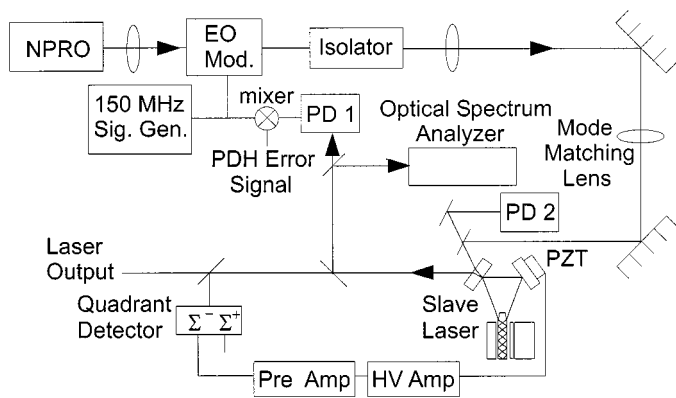 NPRO
EO
Mod.
Isolator
150 MHz
Sig. Gen.
mixer
PD 1
PDH Error
Signal
Optical Spectrum
Analyzer
Mode
Matching
Lens
PD 2
PZT
Laser
Output
Quadrant
Detector
Σ⁻ Σ⁺
Slave
Laser
Pre Amp
HV Amp